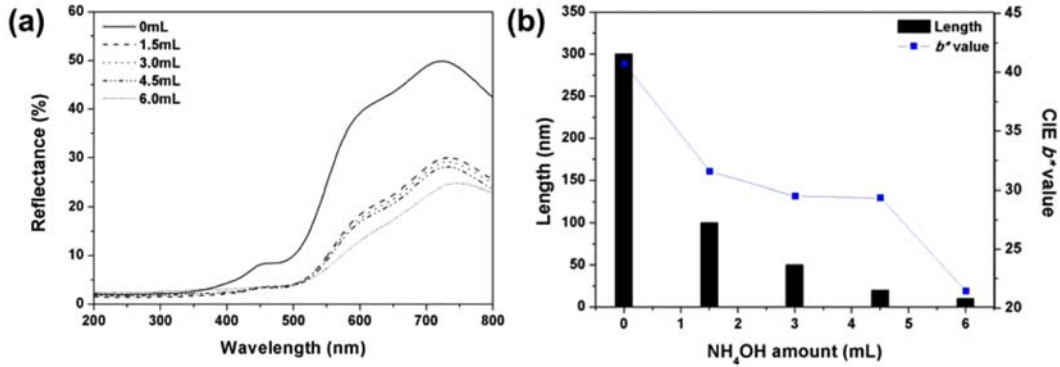 (a)
60
50
40
30
20
10
0
Reflectance (%)
0mL
1.5mL
3.0mL
4.5mL
6.0mL
200 300 400 500 600 700 800
Wavelength (nm)
(b)
350
300
250
200
150
100
50
0
Length (nm)
Length
b* value
45
40
35
30
25
20
CIE b* value
0 1 2 3 4 5 6
NH₄OH amount (mL)